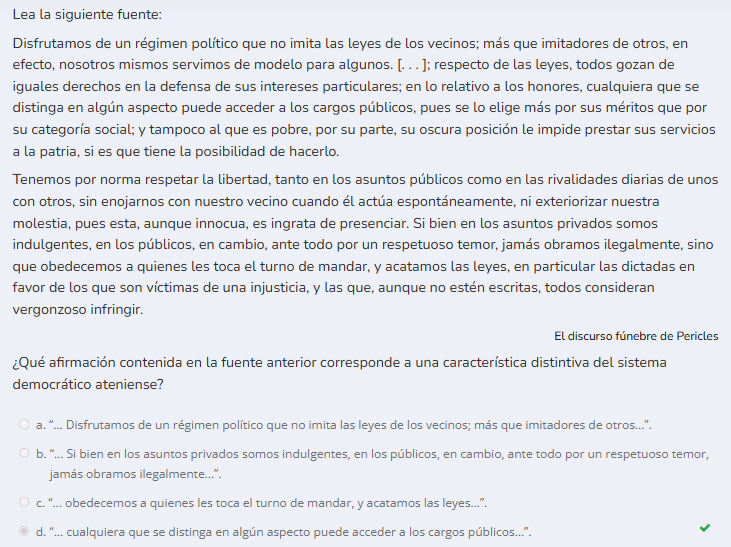 Lea la siguiente fuente:
Disfrutamos de un régimen político que no imita las leyes de los vecinos; más que imitadores de otros, en
efecto, nosotros mismos servimos de modelo para algunos. [. . . ]; respecto de las leyes, todos gozan de
iguales derechos en la defensa de sus intereses particulares; en lo relativo a los honores, cualquiera que se
distinga en algún aspecto puede acceder a los cargos públicos, pues se lo elige más por sus méritos que por
su categoría social; y tampoco al que es pobre, por su parte, su oscura posición le impide prestar sus servicios
a la patria, si es que tiene la posibilidad de hacerlo.
Tenemos por norma respetar la libertad, tanto en los asuntos públicos como en las rivalidades diarias de unos
con otros, sin enojarnos con nuestro vecino cuando él actúa espontáneamente, ni exteriorizar nuestra
molestia, pues esta, aunque innocua, es ingrata de presenciar. Si bien en los asuntos privados somos
indulgentes, en los públicos, en cambio, ante todo por un respetuoso temor, jamás obramos ilegalmente, sino
que obedecemos a quienes les toca el turno de mandar, y acatamos las leyes, en particular las dictadas en
favor de los que son víctimas de una injusticia, y las que, aunque no estén escritas, todos consideran
vergonzoso infringir.
El discurso fúnebre de Pericles
¿Qué afirmación contenida en la fuente anterior corresponde a una característica distintiva del sistema
democrático ateniense?
a. “... Disfrutamos de un régimen político que no imita las leyes de los vecinos; más que imitadores de otros...”.
b. “... Si bien en los asuntos privados somos indulgentes, en los públicos, en cambio, ante todo por un respetuoso temor,
jamás obramos ilegalmente...”.
c. “... obedecemos a quienes les toca el turno de mandar, y acatamos las leyes...”.
d. “... cualquiera que se distinga en algún aspecto puede acceder a los cargos públicos...”.